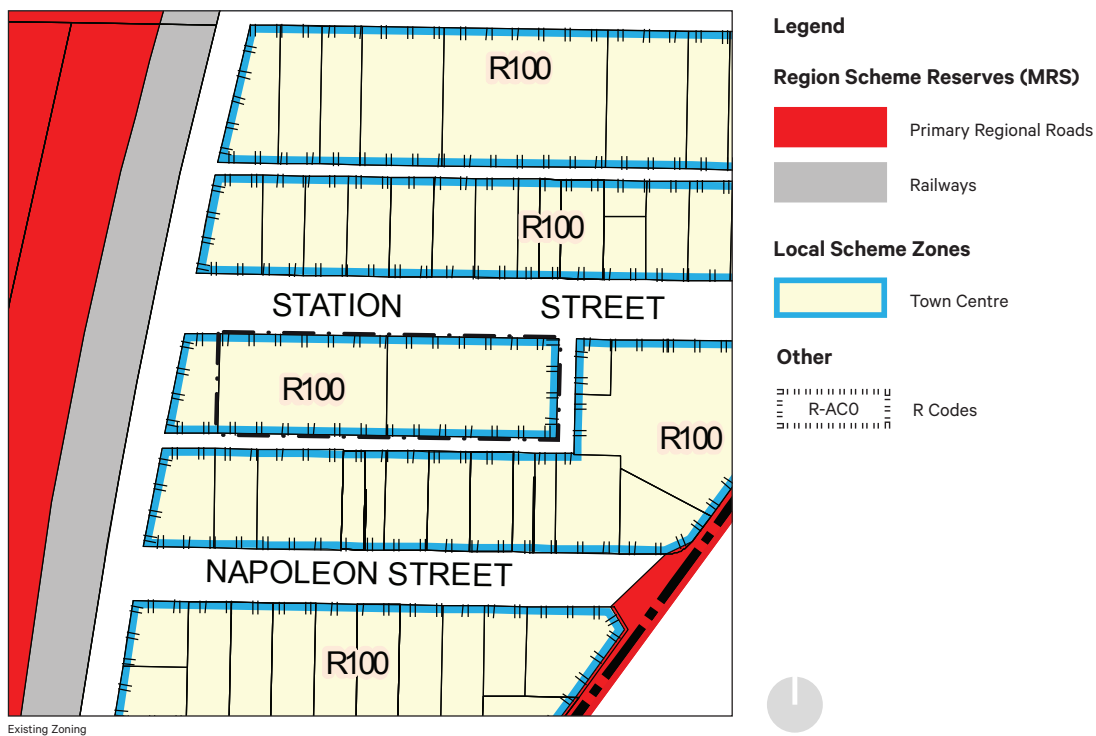 R100
R100
STATION STREET
R100
R100
NAPOLEON STREET
R100
Existing Zoning
Legend
Region Scheme Reserves (MRS)
Primary Regional Roads
Railways
Local Scheme Zones
Town Centre
Other
R-AC0
R Codes